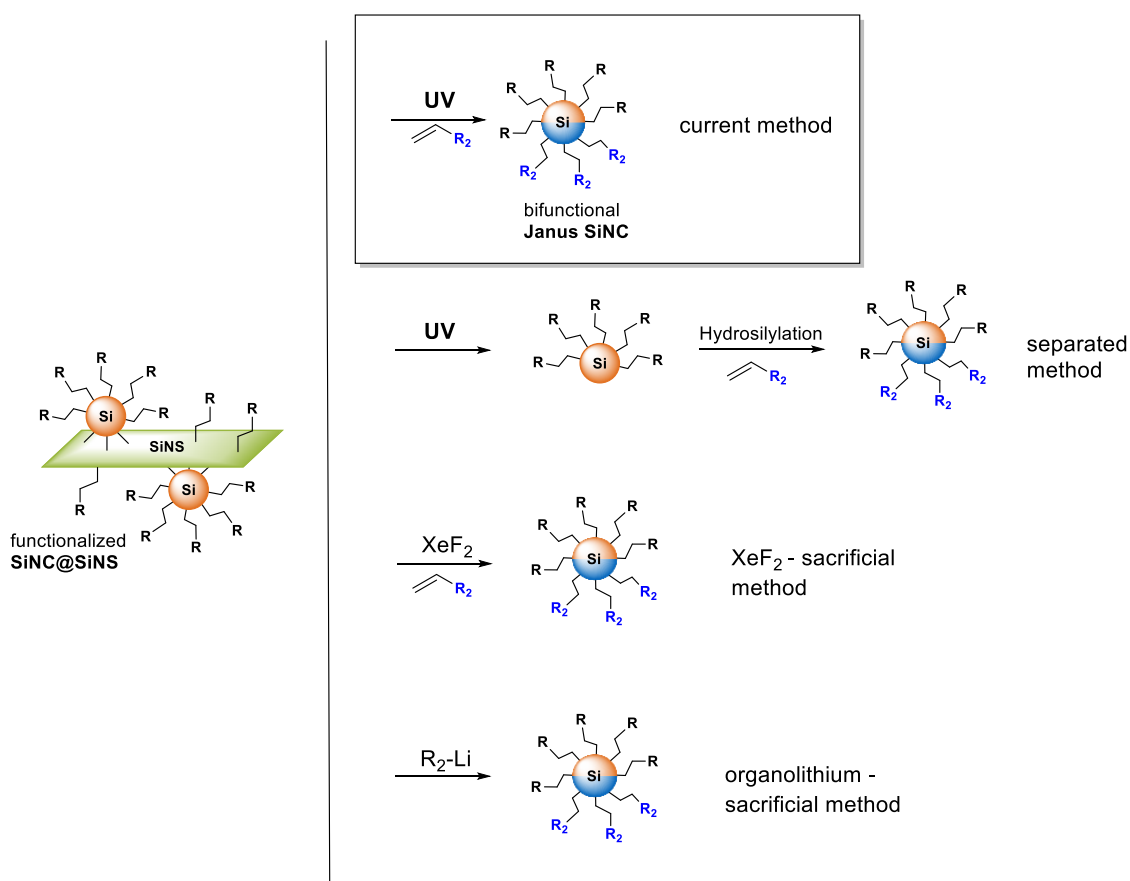 UV
R₂
R
R
R
R
R
R
Si
R₂
R₂
R₂
bifunctional
Janus SiNC
current method
UV
R
R
R
R
R
Si
Hydrosilylation
R₂
R
R
R
R
R
R
Si
R₂
R₂
R₂
separated
method
R
R
R
R
R
Si
R
R
SiNS
R
Si
R
R
R
R
R
R
functionalized
SiNC@SiNS
XeF₂
R₂
R
R
R
R
R
R
Si
R₂
R₂
R₂
XeF₂ - sacrificial
method
R₂-Li
R
R
R
R
R
R
Si
R₂
R₂
R₂
organolithium -
sacrificial method